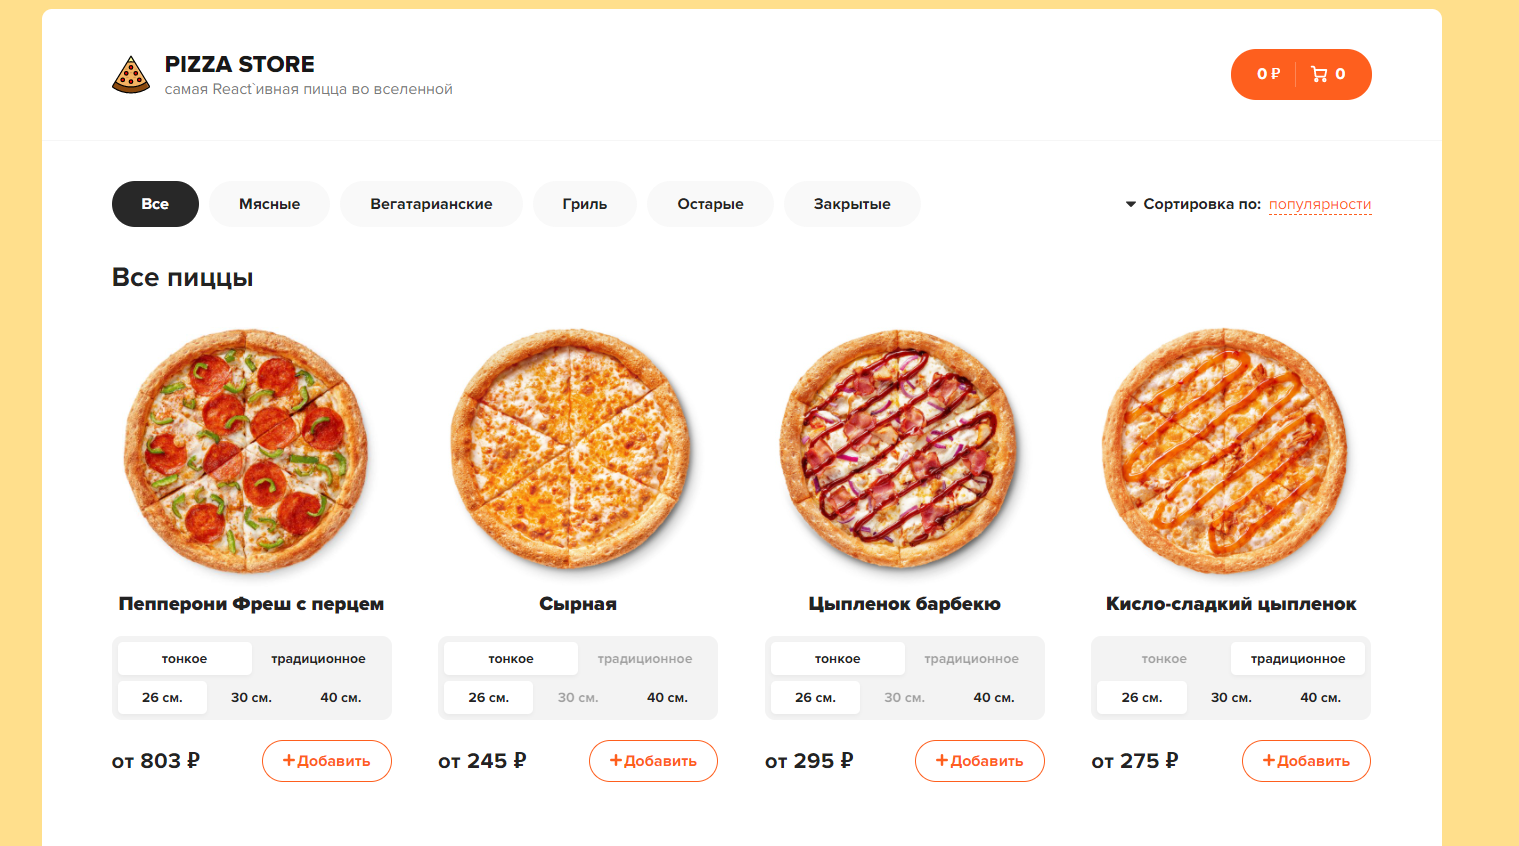 PIZZA STORE
самая React`ивная пицца во вселенной
0 ₽ 0
Все Мясные Вегатарианские Гриль Остарые Закрытые Сортировка по: популярности
Все пиццы
Пепперони Фреш с перцем Сырная Цыпленок барбекю Кисло-сладкий цыпленок
тонкое традиционное тонкое традиционное тонкое традиционное тонкое традиционное
26 см. 30 см. 40 см. 26 см. 30 см. 40 см. 26 см. 30 см. 40 см. 26 см. 30 см. 40 см.
от 803 ₽ +Добавить от 245 ₽ +Добавить от 295 ₽ +Добавить от 275 ₽ +Добавить